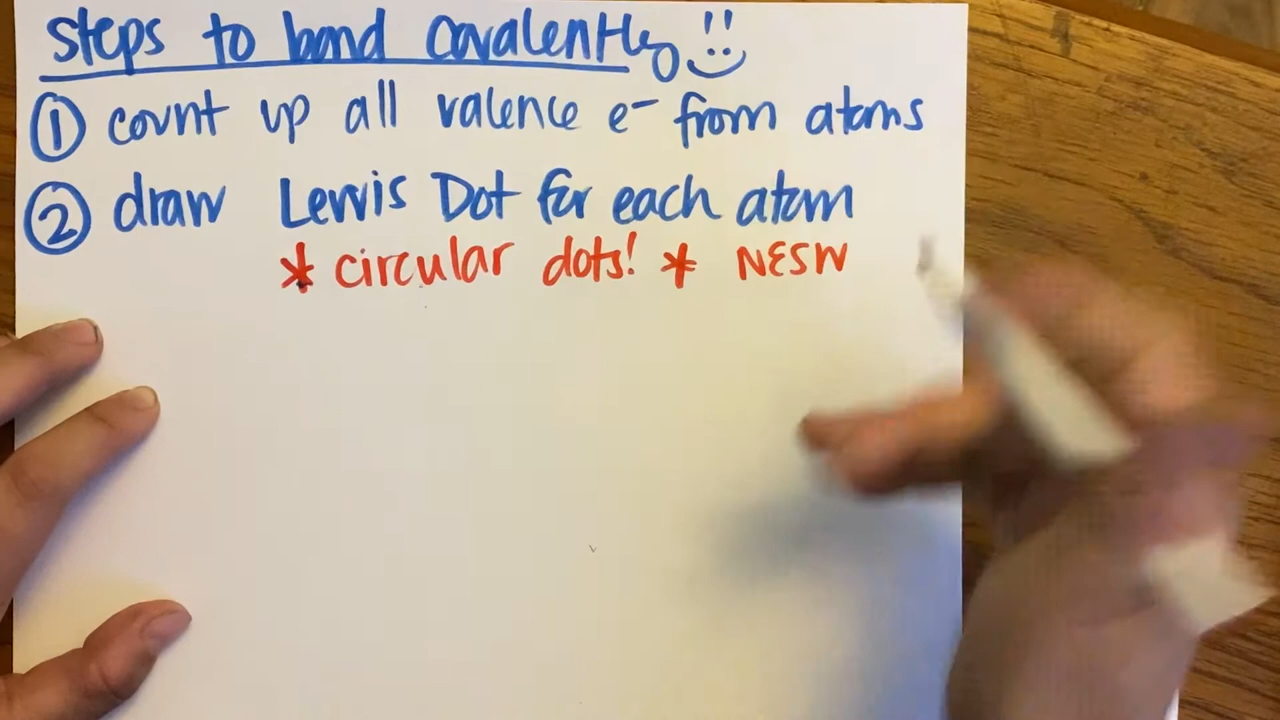 steps to bond covalently!!
① count up all valence e- from atoms
② draw Lewis Dot for each atom
* circular dots! * NESW